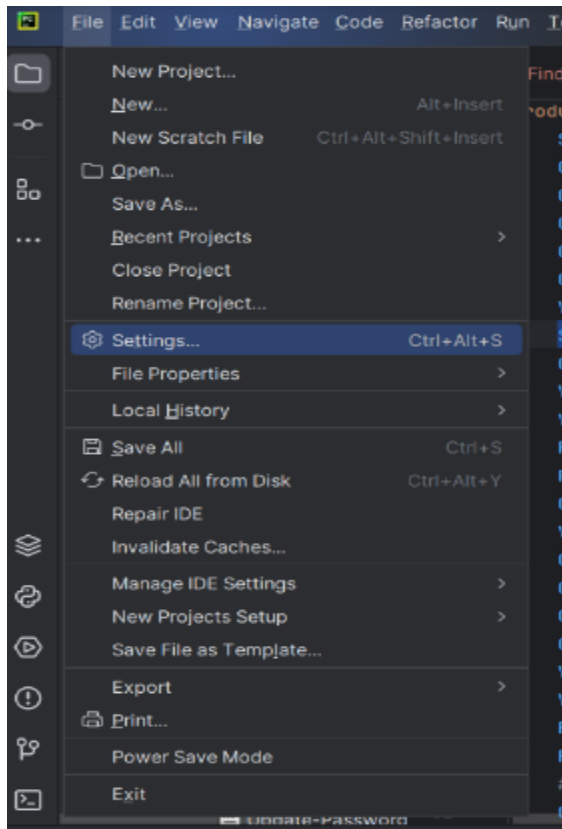 File Edit View Navigate Code Refactor Run
New Project...
Find
New... Alt+Insert
New Scratch File Ctrl+Alt+Shift+Insert
Open...
Save As...
Recent Projects >
Close Project
Rename Project...
Settings... Ctrl+Alt+S
File Properties >
Local History >
Save All Ctrl+S
Reload All from Disk Ctrl+Alt+Y
Repair IDE
Invalidate Caches...
Manage IDE Settings >
New Projects Setup >
Save File as Template...
Export >
Print...
Power Save Mode
Exit
Update-Password